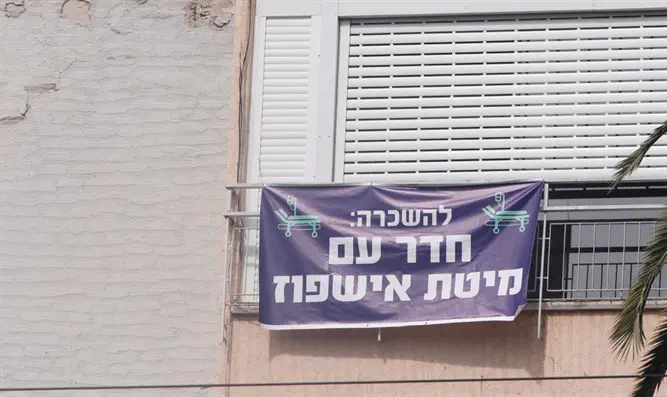 להשכרה:
חדר עם
מיטת אישפוז